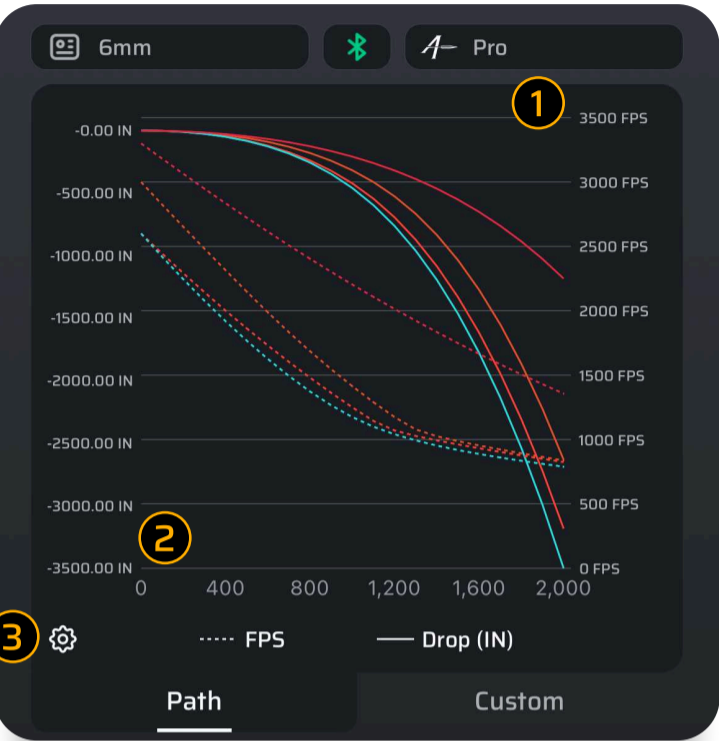 6mm
Pro
1
-0.00 IN
3500 FPS
-500.00 IN
3000 FPS
-1000.00 IN
2500 FPS
-1500.00 IN
2000 FPS
-2000.00 IN
1500 FPS
-2500.00 IN
1000 FPS
-3000.00 IN
500 FPS
2
-3500.00 IN
0 FPS
0 400 800 1,200 1,600 2,000
3
FPS Drop (IN)
Path Custom